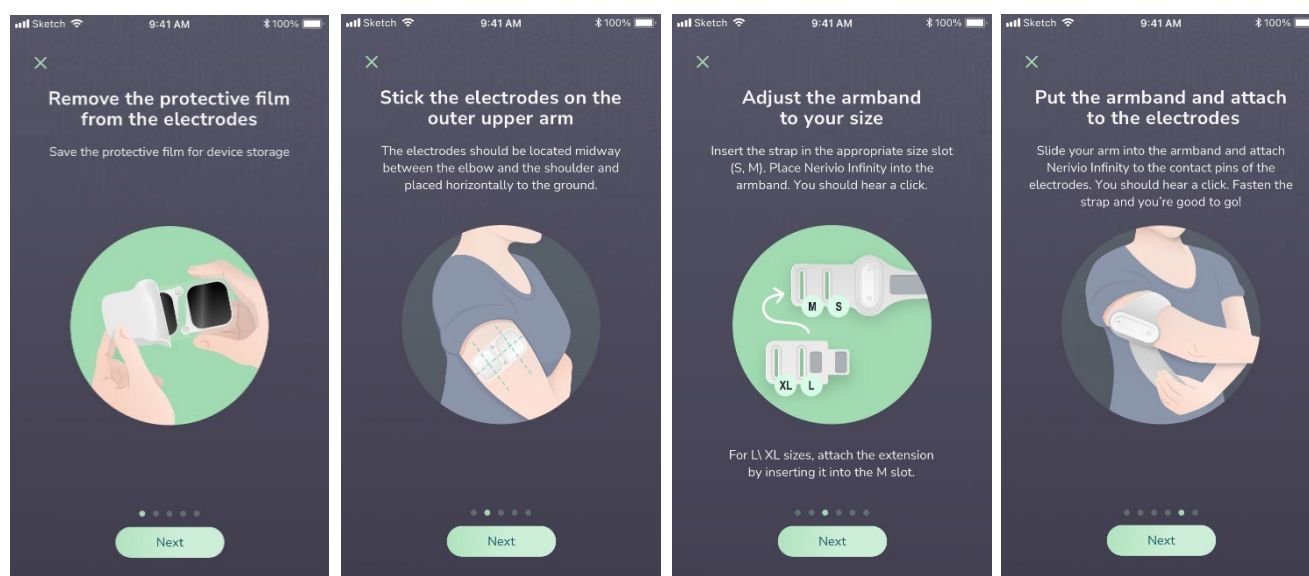 Sketch 9:41 AM 100%
Remove the protective film
from the electrodes
Save the protective film for device storage
Next
Sketch 9:41 AM 100%
Stick the electrodes on the
outer upper arm
The electrodes should be located midway
between the elbow and the shoulder and
placed horizontally to the ground.
Next
Sketch 9:41 AM 100%
Adjust the armband
to your size
Insert the strap in the appropriate size slot
(S, M). Place Nerivio Infinity into the
armband. You should hear a click.
M S
XL L
For L\ XL sizes, attach the extension
by inserting it into the M slot.
Next
Sketch 9:41 AM 100%
Put the armband and attach
to the electrodes
Slide your arm into the armband and attach
Nerivio Infinity to the contact pins of the
electrodes. You should hear a click. Fasten the
strap and you’re good to go!
Next